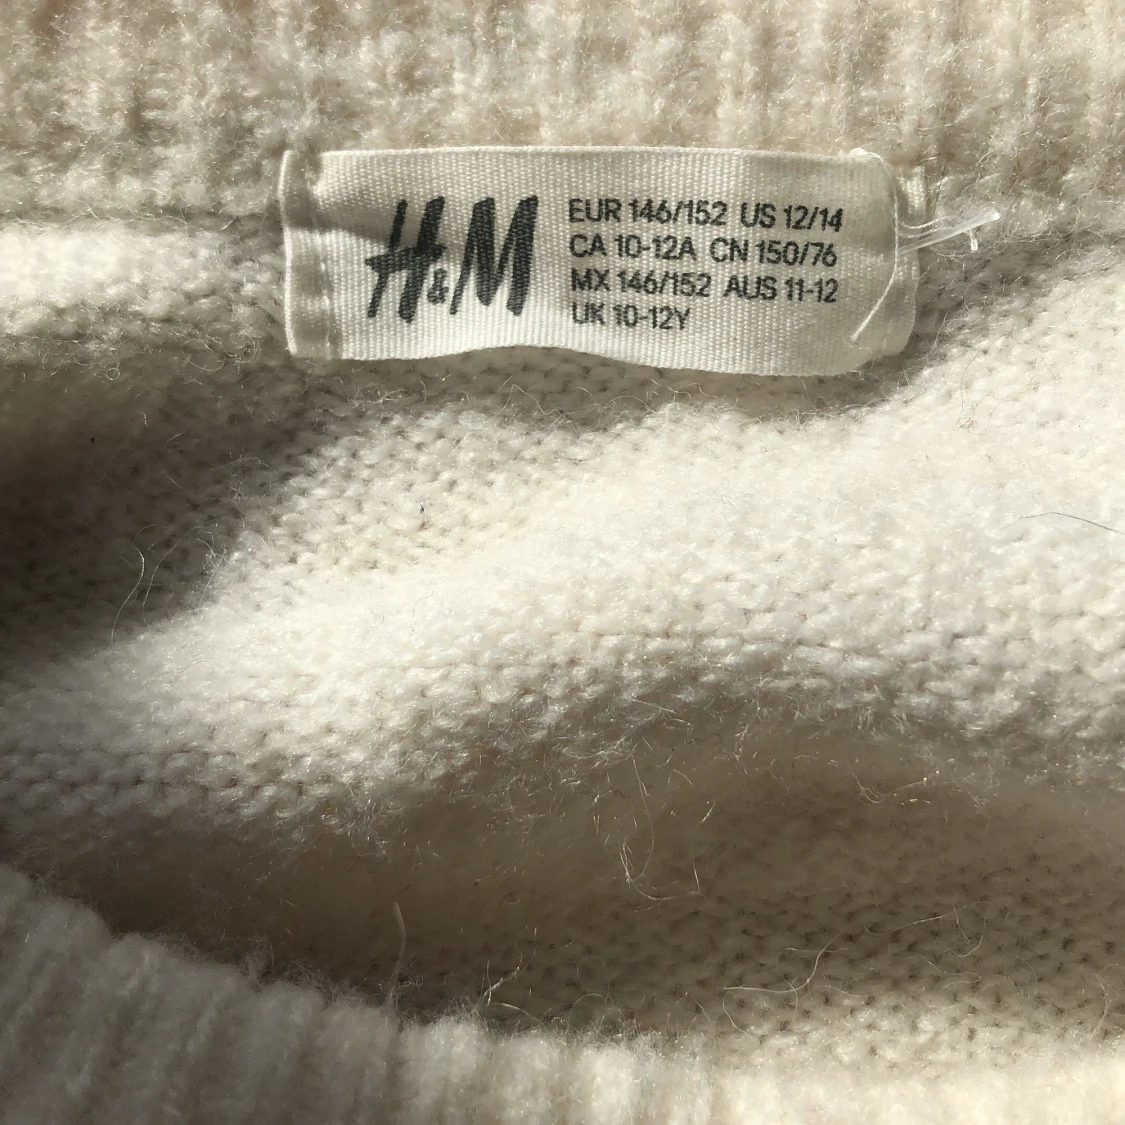 H&M
EUR 146/152 US 12/14
CA 10-12A CN 150/76
MX 146/152 AUS 11-12
UK 10-12Y